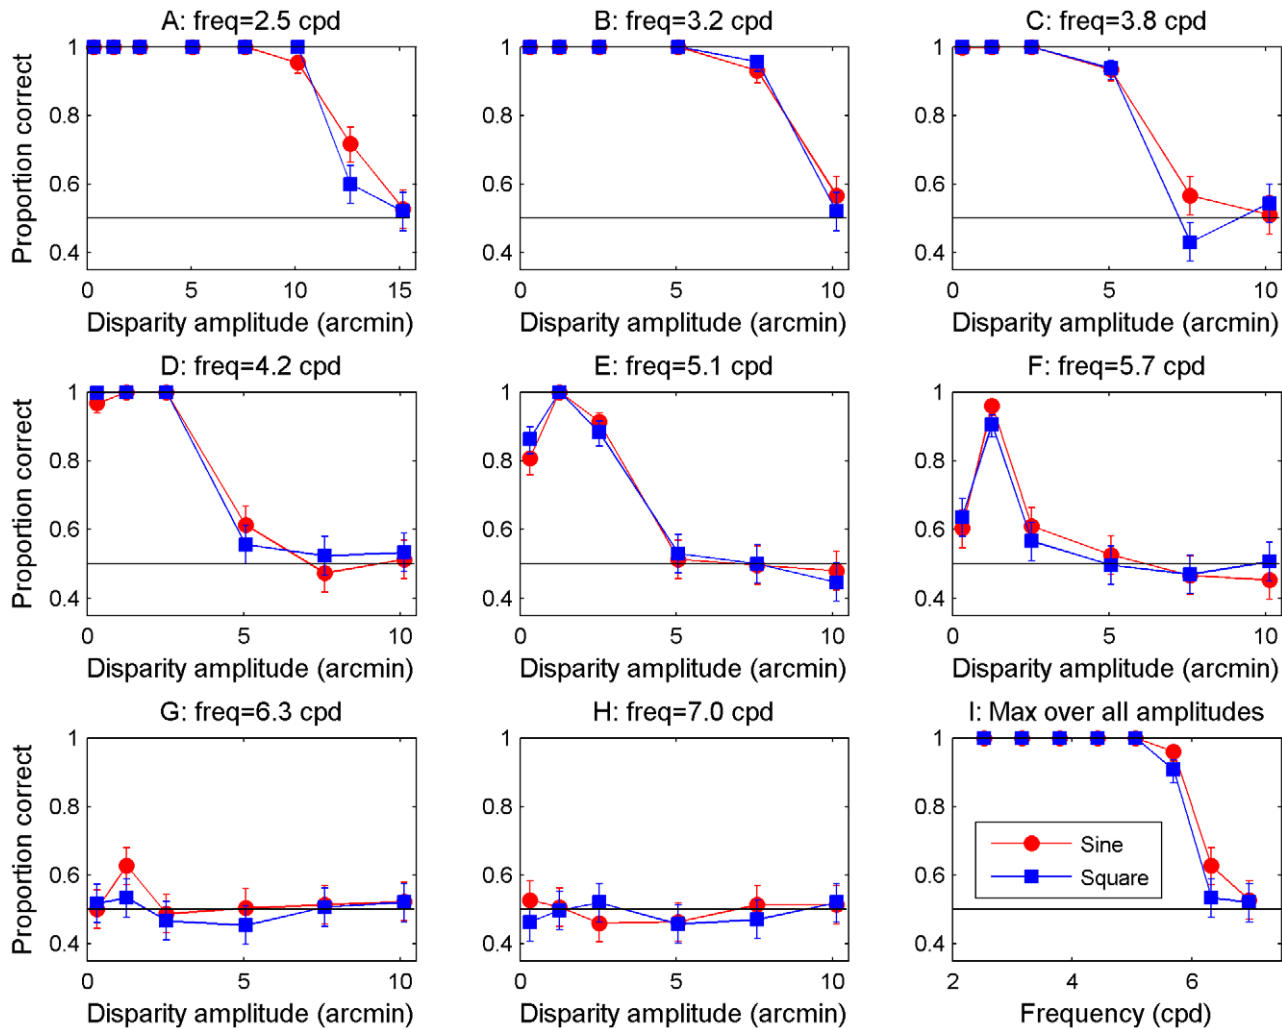 A: freq=2.5 cpd
B: freq=3.2 cpd
C: freq=3.8 cpd
Proportion correct
1
0.8
0.6
0.4
0 5 10 15
Disparity amplitude (arcmin)
1
0.8
0.6
0.4
0 5 10
Disparity amplitude (arcmin)
1
0.8
0.6
0.4
0 5 10
Disparity amplitude (arcmin)
D: freq=4.2 cpd
E: freq=5.1 cpd
F: freq=5.7 cpd
Proportion correct
1
0.8
0.6
0.4
0 5 10
Disparity amplitude (arcmin)
1
0.8
0.6
0.4
0 5 10
Disparity amplitude (arcmin)
1
0.8
0.6
0.4
0 5 10
Disparity amplitude (arcmin)
G: freq=6.3 cpd
H: freq=7.0 cpd
I: Max over all amplitudes
Proportion correct
1
0.8
0.6
0.4
0 5 10
Disparity amplitude (arcmin)
1
0.8
0.6
0.4
0 5 10
Disparity amplitude (arcmin)
1
0.8
0.6
0.4
Sine
Square
2 4 6
Frequency (cpd)